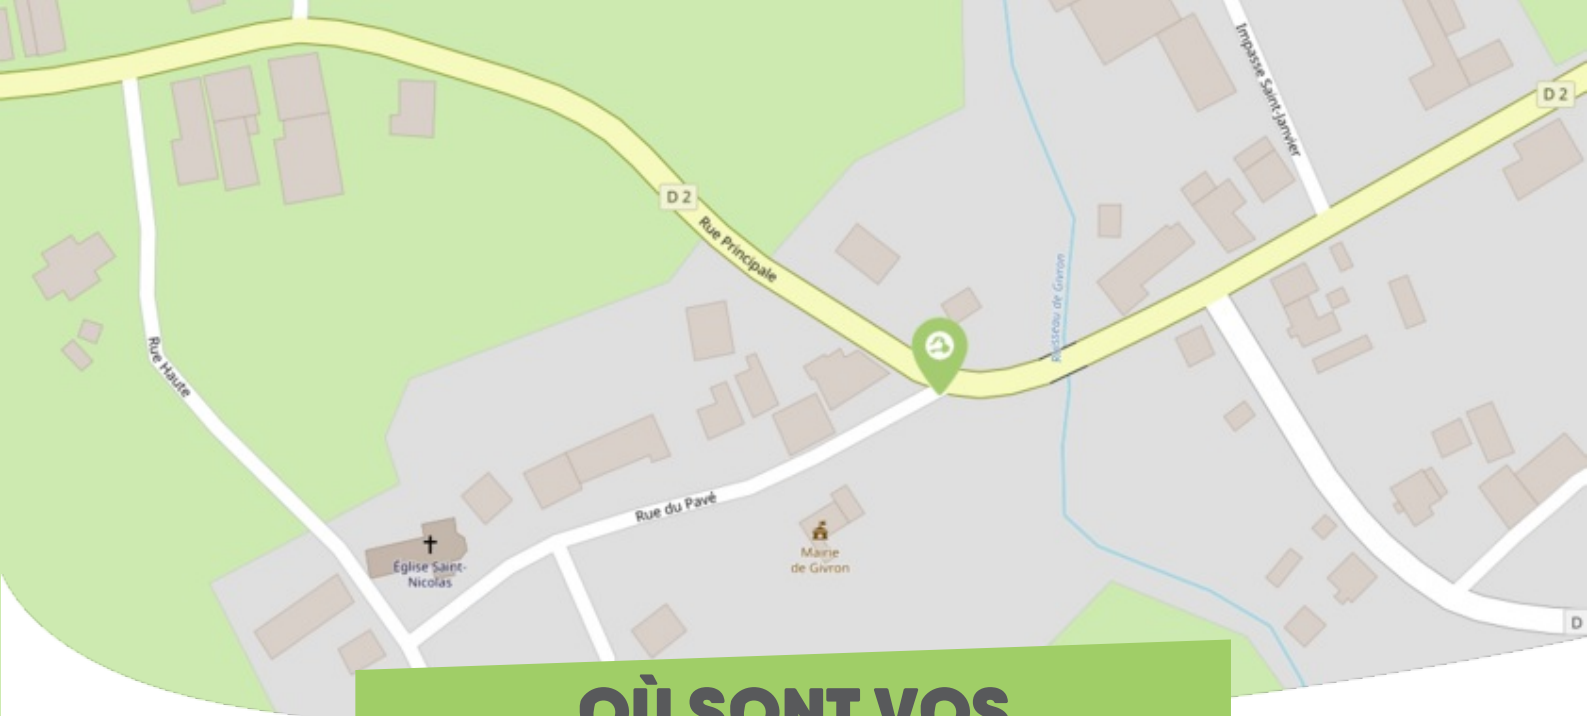 Impasse Saint-Janvier
D 2
D 2
Rue Principale
Ruisseau de Givron
Rue Haute
Rue du Pavé
Église Saint-
Nicolas
Mairie
de Givron
D
OÙ SONT VOS